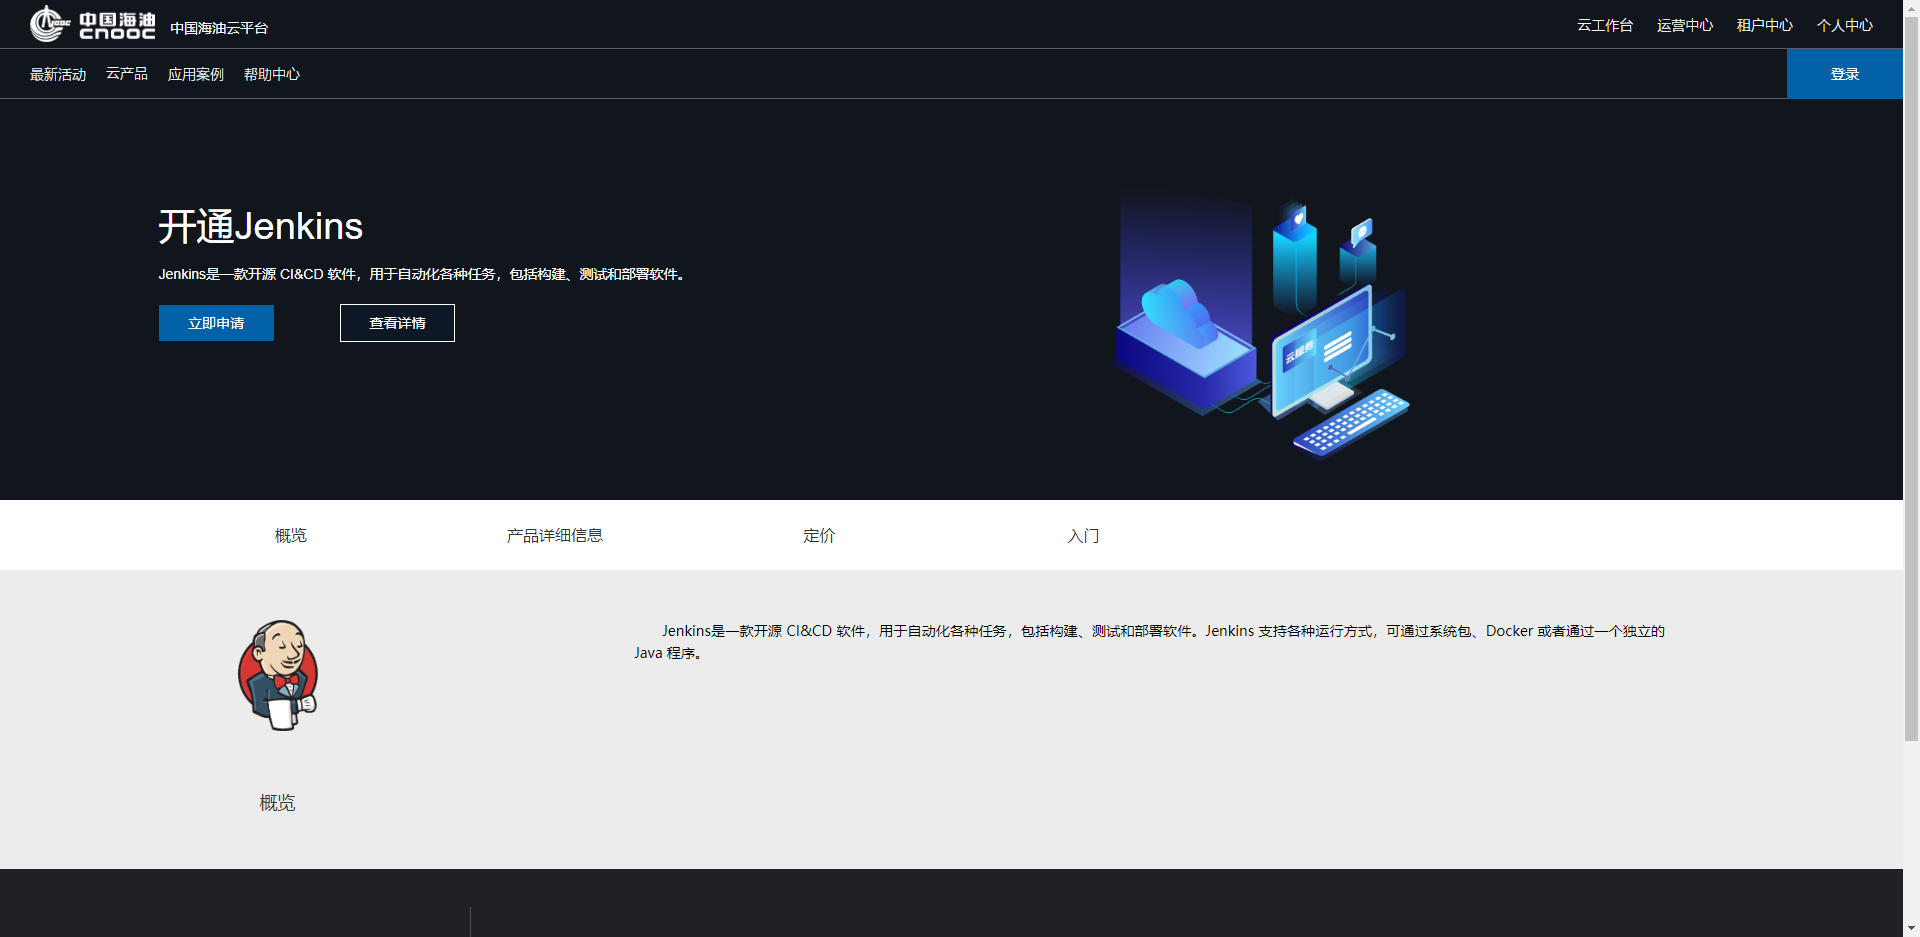 中国海油
CNOOC
中国海油云平台
云工作台 运营中心 租户中心 个人中心
最新活动 云产品 应用案例 帮助中心
登录
开通Jenkins
Jenkins是一款开源 CI&CD 软件，用于自动化各种任务，包括构建、测试和部署软件。
立即申请 查看详情
云服务
概览 产品详细信息 定价 入门
Jenkins是一款开源 CI&CD 软件，用于自动化各种任务，包括构建、测试和部署软件。Jenkins 支持各种运行方式，可通过系统包、Docker 或者通过一个独立的
Java 程序。
概览